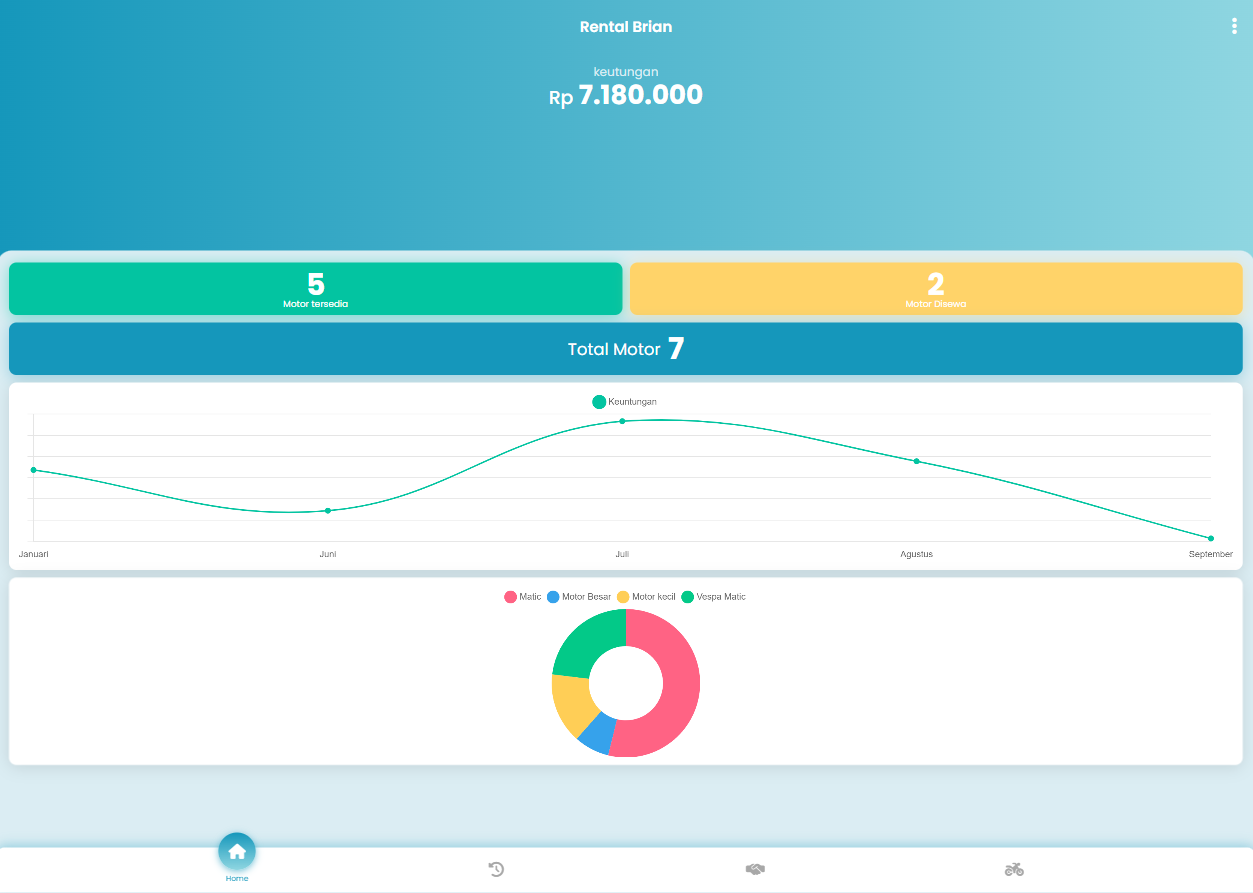 Rental Brian
keutungan
Rp 7.180.000
5
Motor tersedia
2
Motor Disewa
Total Motor 7
Keuntungan
Januari Juni Juli Agustus September
Matic Motor Besar Motor kecil Vespa Matic
Home